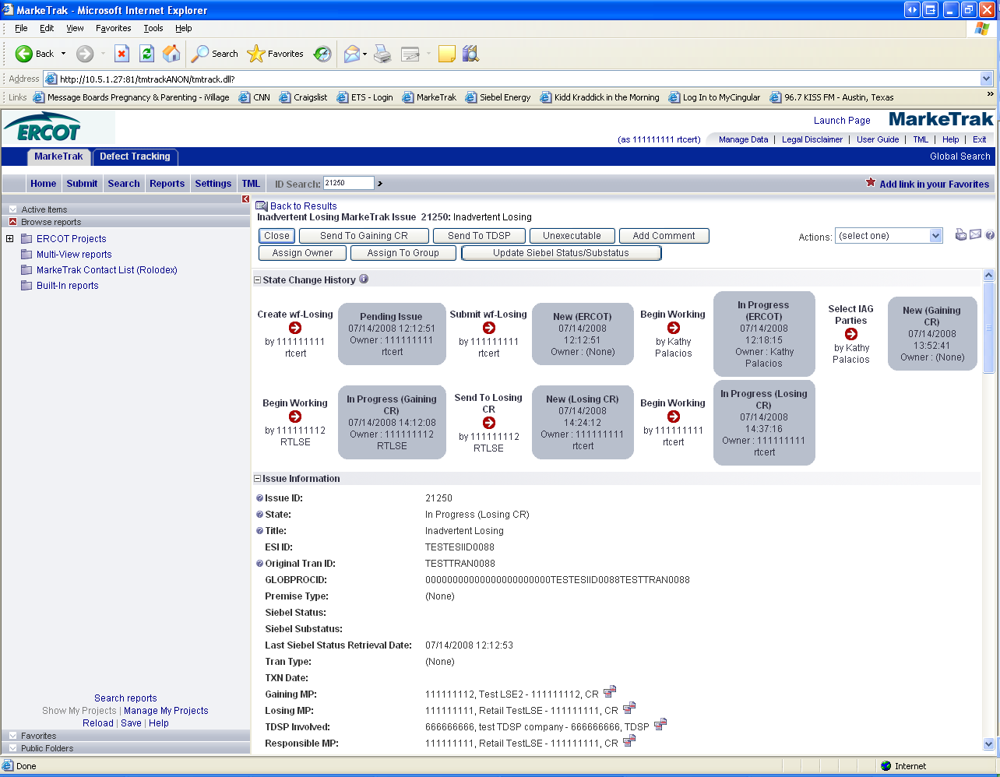 MarkeTrak - Microsoft Internet Explorer
File Edit View Favorites Tools Help
Back Search Favorites
Address http://10.5.1.27:81/tmtrackANON/tmtrack.dll?
Links Message Boards Pregnancy & Parenting - iVillage CNN Craigslist ETS - Login MarkeTrak Siebel Energy Kidd Kraddick in the Morning Log In to MyCingular 96.7 KISS FM - Austin, Texas »
ERCOT
Launch Page MarkeTrak
(as 111111111 rtcert) Manage Data | Legal Disclaimer | User Guide | TML | Help | Exit
MarkeTrak Defect Tracking Global Search
Home Submit Search Reports Settings TML ID Search: 21250 Add link in your Favorites
Active Items
Browse reports
ERCOT Projects
Multi-View reports
MarkeTrak Contact List (Rolodex)
Built-In reports
Search reports
Show My Projects | Manage My Projects
Reload | Save | Help
Favorites
Public Folders
Back to Results
Inadvertent Losing MarkeTrak Issue 21250: Inadvertent Losing
Close Send To Gaining CR Send To TDSP Unexecutable Add Comment
Assign Owner Assign To Group Update Siebel Status/Substatus
Actions: (select one)
State Change History
Create wf-Losing
by 111111111
rtcert
Pending Issue
07/14/2008 12:12:51
Owner : 111111111
rtcert
Submit wf-Losing
by 111111111
rtcert
New (ERCOT)
07/14/2008
12:12:51
Owner : (None)
Begin Working
by Kathy
Palacios
In Progress
(ERCOT)
07/14/2008
12:18:15
Owner : Kathy
Palacios
Select IAG
Parties
by Kathy
Palacios
New (Gaining
CR)
07/14/2008
13:52:41
Owner : (None)
Begin Working
by 111111112
RTLSE
In Progress (Gaining
CR)
07/14/2008 14:12:08
Owner : 111111112
RTLSE
Send To Losing
CR
by 111111112
RTLSE
New (Losing CR)
07/14/2008
14:24:12
Owner : 111111111
rtcert
Begin Working
by 111111111
rtcert
In Progress (Losing
CR)
07/14/2008
14:37:16
Owner : 111111111
rtcert
Issue Information
Issue ID: 21250
State: In Progress (Losing CR)
Title: Inadvertent Losing
ESI ID: TESTESIID0088
Original Tran ID: TESTTRAN0088
GLOBPROCID: 00000000000000000000000TESTESIID0088TESTTRAN0088
Premise Type: (None)
Siebel Status:
Siebel Substatus:
Last Siebel Status Retrieval Date: 07/14/2008 12:12:53
Tran Type: (None)
TXN Date:
Gaining MP: 111111112, Test LSE2 - 111111112, CR
Losing MP: 111111111, Retail TestLSE - 111111111, CR
TDSP Involved: 666666666, test TDSP company - 666666666, TDSP
Responsible MP: 111111111, Retail TestLSE - 111111111, CR
Done Internet